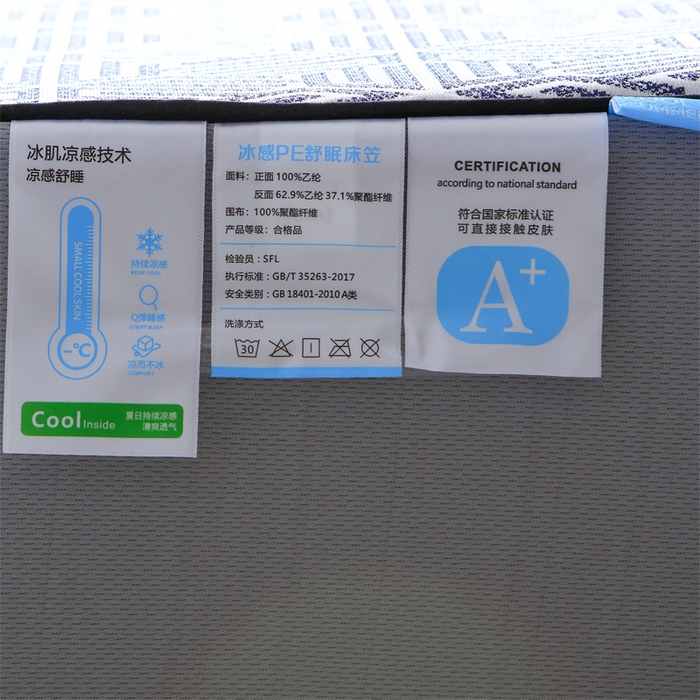 冰肌凉感技术
凉感舒睡
SMALL COOL SKIN
持续凉感
KEEP COOL
Q弹睡感
Q.SOFT SLEEP
凉而不冰
COMFORT
-℃
Cool Inside
夏日持续凉感
清爽透气
冰感PE舒眠床笠
面料：正面 100%乙纶
反面 62.9%乙纶 37.1%聚酯纤维
围布：100%聚酯纤维
产品等级：合格品
检验员：SFL
执行标准：GB/T 35263-2017
安全类别：GB 18401-2010 A类
洗涤方式
30
CERTIFICATION
according to national standard
符合国家标准认证
可直接接触皮肤
A+